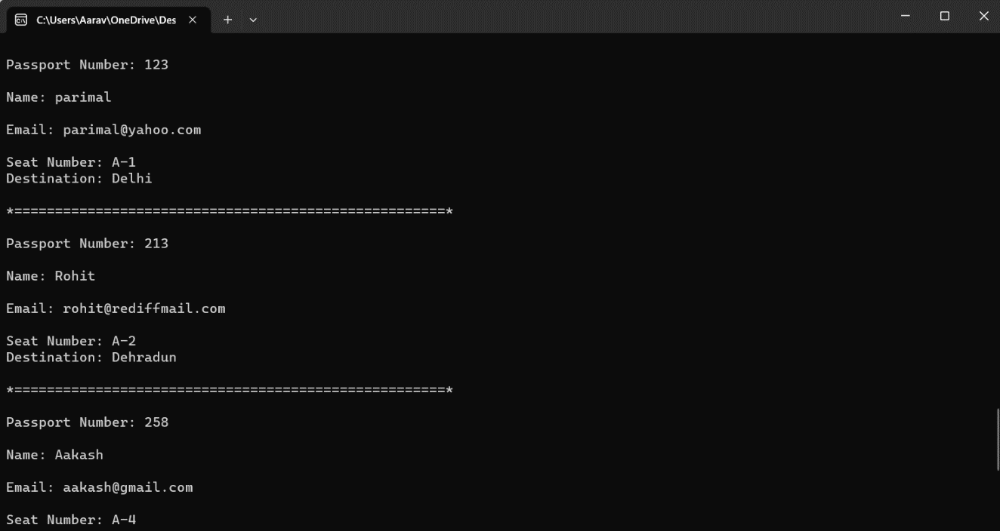 C:\Users\Aarav\OneDrive\Des
Passport Number: 123
Name: parimal
Email: parimal@yahoo.com
Seat Number: A-1
Destination: Delhi
*=====================================================*
Passport Number: 213
Name: Rohit
Email: rohit@rediffmail.com
Seat Number: A-2
Destination: Dehradun
*=====================================================*
Passport Number: 258
Name: Aakash
Email: aakash@gmail.com
Seat Number: A-4